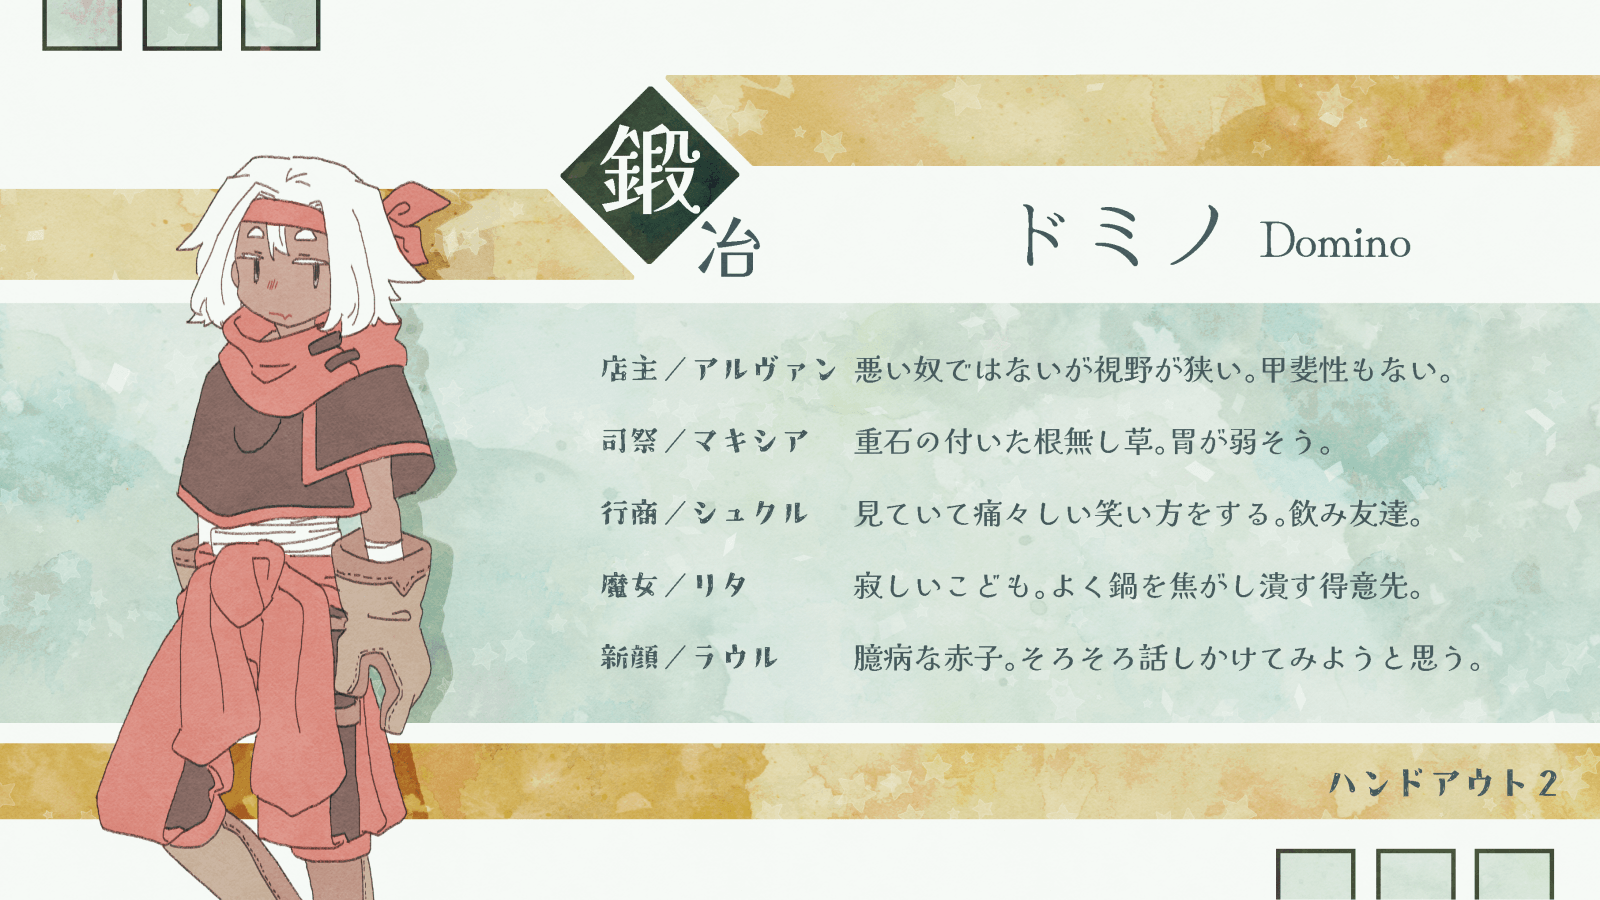 鍛冶
ドミノ Domino
店主／アルヴァン 悪い奴ではないが視野が狭い。甲斐性もない。
司祭／マキシア 重石の付いた根無し草。胃が弱そう。
行商／シュクル 見ていて痛々しい笑い方をする。飲み友達。
魔女／リタ 寂しいこども。よく鍋を焦がし潰す得意先。
新顔／ラウル 臆病な赤子。そろそろ話しかけてみようと思う。
ハンドアウト2